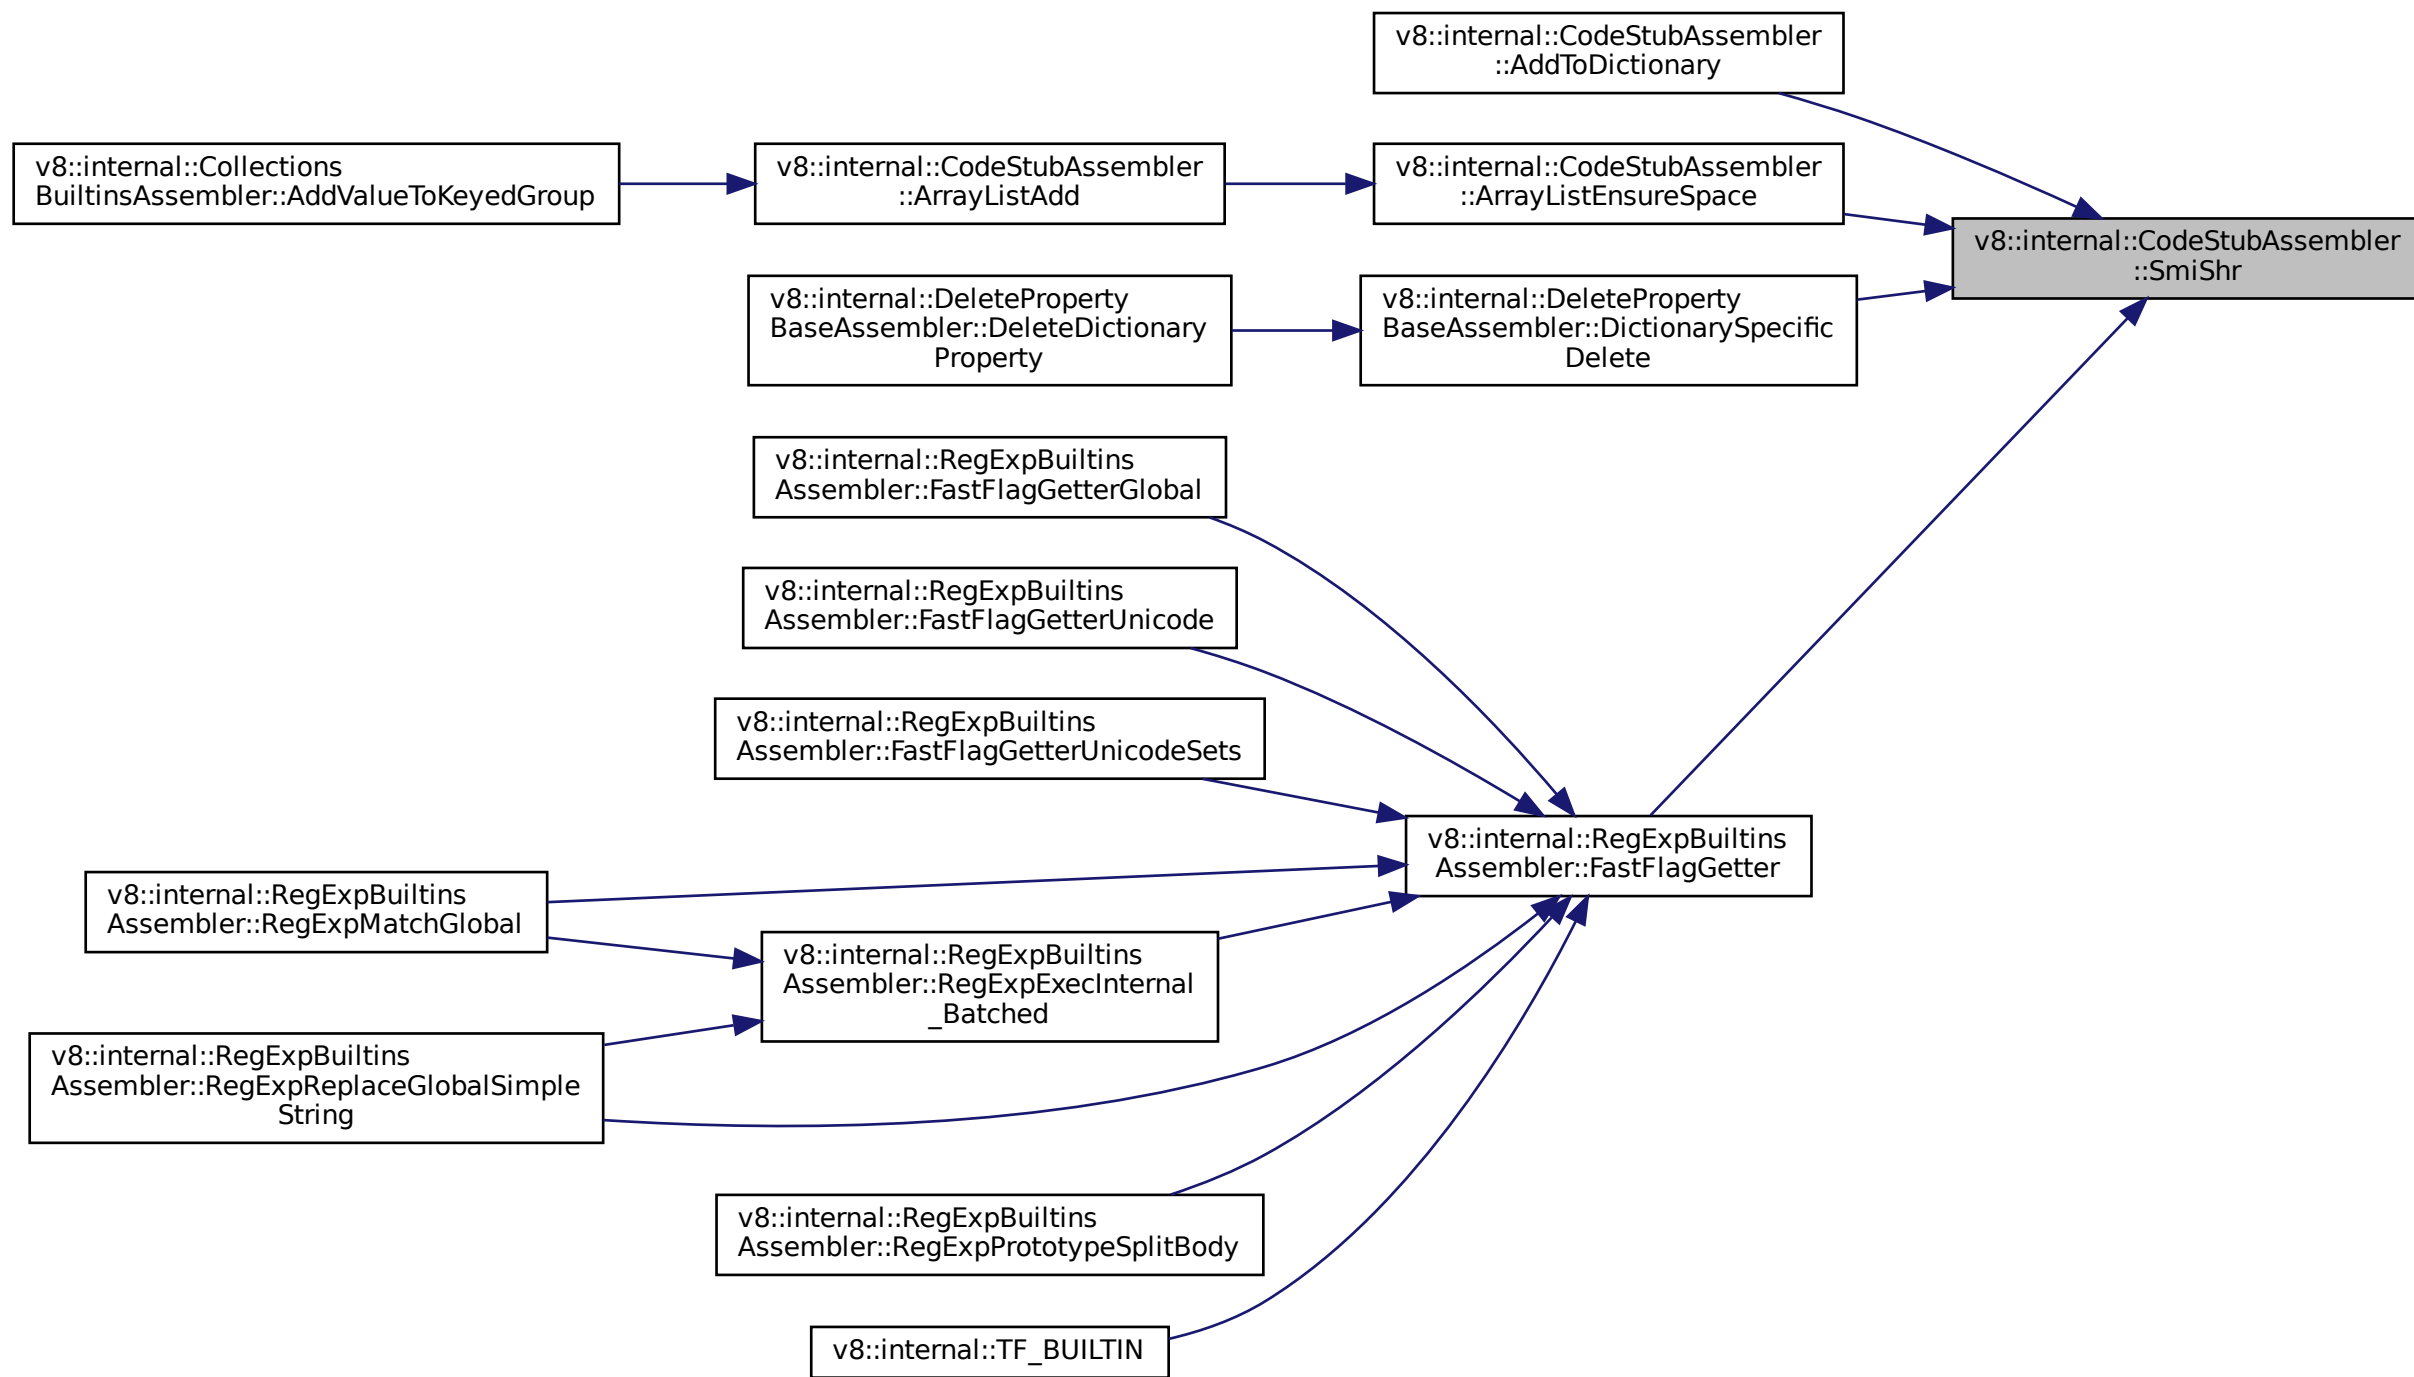 v8::internal::CodeStubAssembler
::AddToDictionary
v8::internal::Collections
BuiltinsAssembler::AddValueToKeyedGroup
v8::internal::CodeStubAssembler
::ArrayListAdd
v8::internal::CodeStubAssembler
::ArrayListEnsureSpace
v8::internal::CodeStubAssembler
::SmiShr
v8::internal::DeleteProperty
BaseAssembler::DeleteDictionary
Property
v8::internal::DeleteProperty
BaseAssembler::DictionarySpecific
Delete
v8::internal::RegExpBuiltins
Assembler::FastFlagGetterGlobal
v8::internal::RegExpBuiltins
Assembler::FastFlagGetterUnicode
v8::internal::RegExpBuiltins
Assembler::FastFlagGetterUnicodeSets
v8::internal::RegExpBuiltins
Assembler::FastFlagGetter
v8::internal::RegExpBuiltins
Assembler::RegExpMatchGlobal
v8::internal::RegExpBuiltins
Assembler::RegExpExecInternal
_Batched
v8::internal::RegExpBuiltins
Assembler::RegExpReplaceGlobalSimple
String
v8::internal::RegExpBuiltins
Assembler::RegExpPrototypeSplitBody
v8::internal::TF_BUILTIN